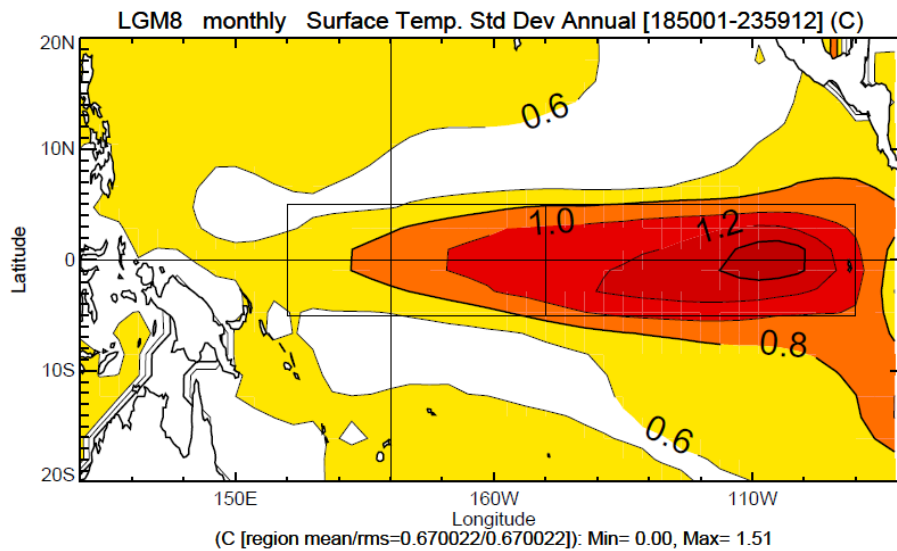 LGM8 monthly Surface Temp. Std Dev Annual [185001-235912] (C)
20N
0.6
10N
1.0
1.2
Latitude
0
10S
0.8
0.6
20S
150E
160W
110W
Longitude
(C [region mean/rms=0.670022/0.670022]): Min= 0.00, Max= 1.51